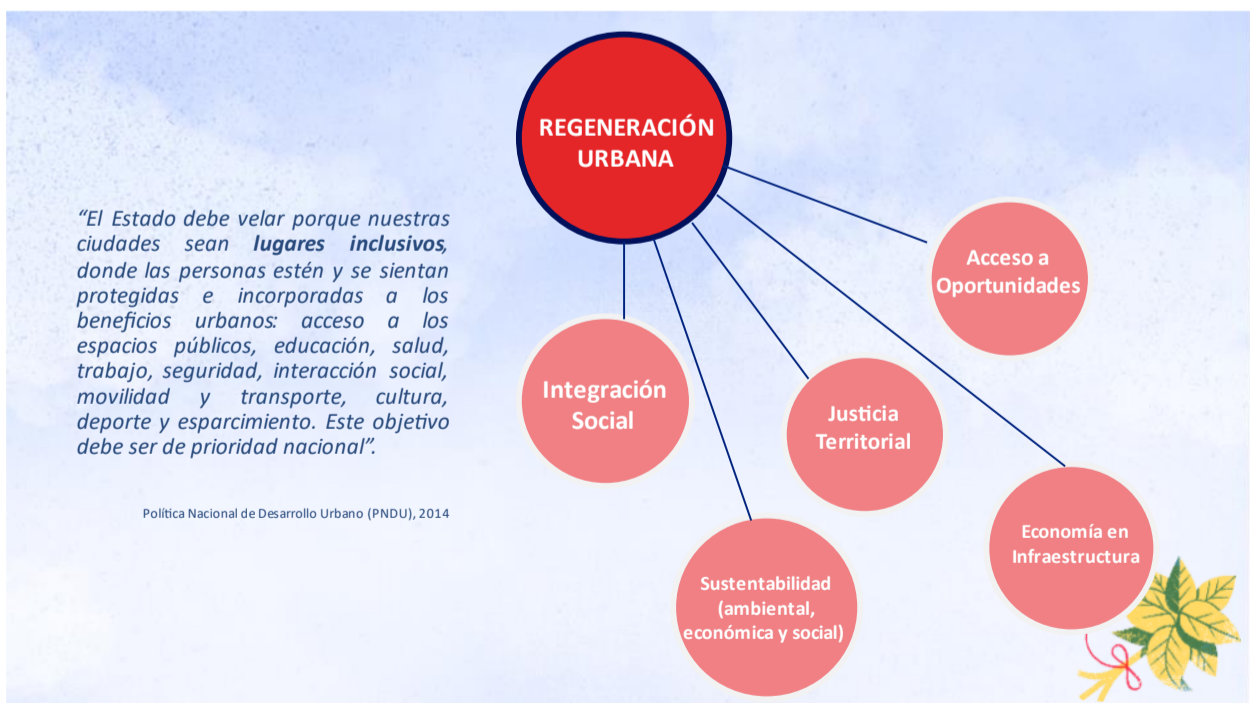 REGENERACIÓN
URBANA
“El Estado debe velar porque nuestras
ciudades sean lugares inclusivos,
donde las personas estén y se sientan
protegidas e incorporadas a los
beneficios urbanos: acceso a los
espacios públicos, educación, salud,
trabajo, seguridad, interacción social,
movilidad y transporte, cultura,
deporte y esparcimiento. Este objetivo
debe ser de prioridad nacional”.
Política Nacional de Desarrollo Urbano (PNDU), 2014
Integración
Social
Sustentabilidad
(ambiental,
económica y social)
Justicia
Territorial
Economía en
Infraestructura
Acceso a
Oportunidades